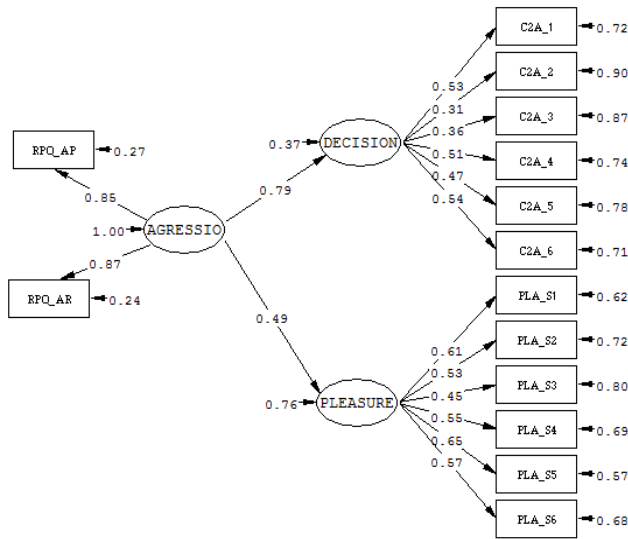 C2A_1 0.72
0.53
C2A_2 0.90
0.31
C2A_3 0.87
0.36
0.37 DECISION
RPQ_AP 0.27
C2A_4 0.74
0.51
0.47
C2A_5 0.78
0.79
0.85
0.54
1.00 AGRESSIO
C2A_6 0.71
0.87
RPQ_AR 0.24
PLA_S1 0.62
0.49
PLA_S2 0.72
0.61
0.53
PLA_S3 0.80
0.45
0.76 PLEASURE
0.55
PLA_S4 0.69
0.65
0.57
PLA_S5 0.57
PLA_S6 0.68